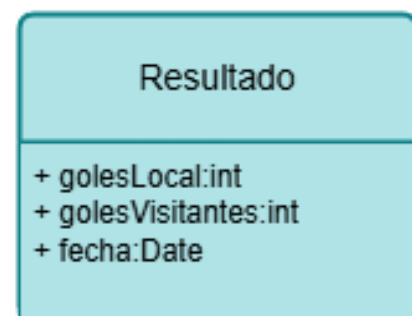 Resultado
+ golesLocal:int
+ golesVisitantes:int
+ fecha:Date